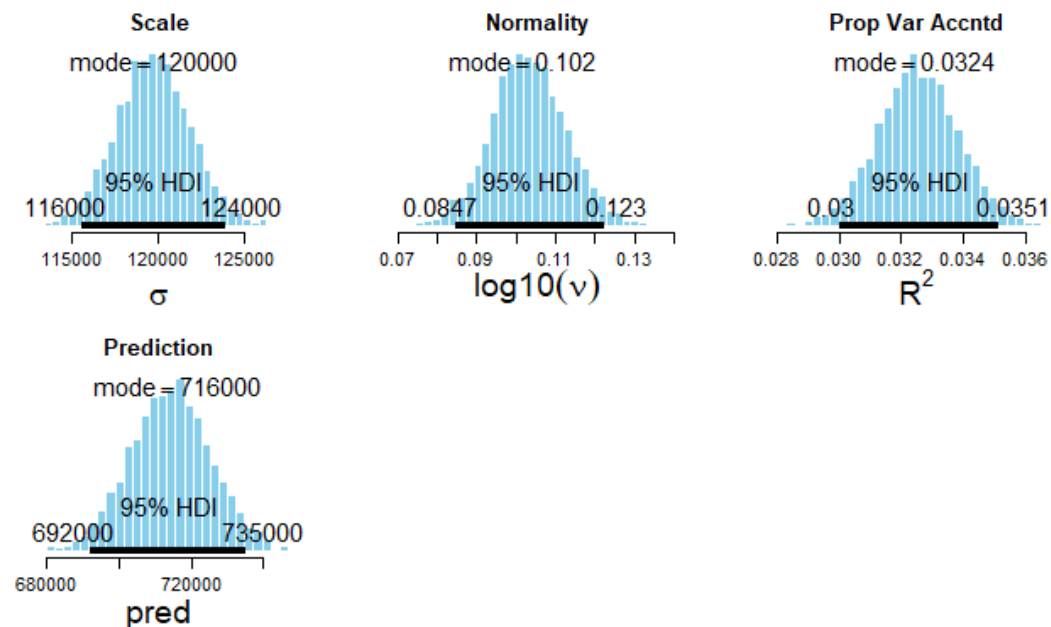 Scale
mode = 120000
95% HDI
116000 124000
115000 120000 125000
σ
Normality
mode = 0.102
95% HDI
0.0847 0.123
0.07 0.09 0.11 0.13
log10(ν)
Prop Var Accntd
mode = 0.0324
95% HDI
0.03 0.0351
0.028 0.030 0.032 0.034 0.036
R²
Prediction
mode = 716000
95% HDI
692000 735000
680000 720000
pred